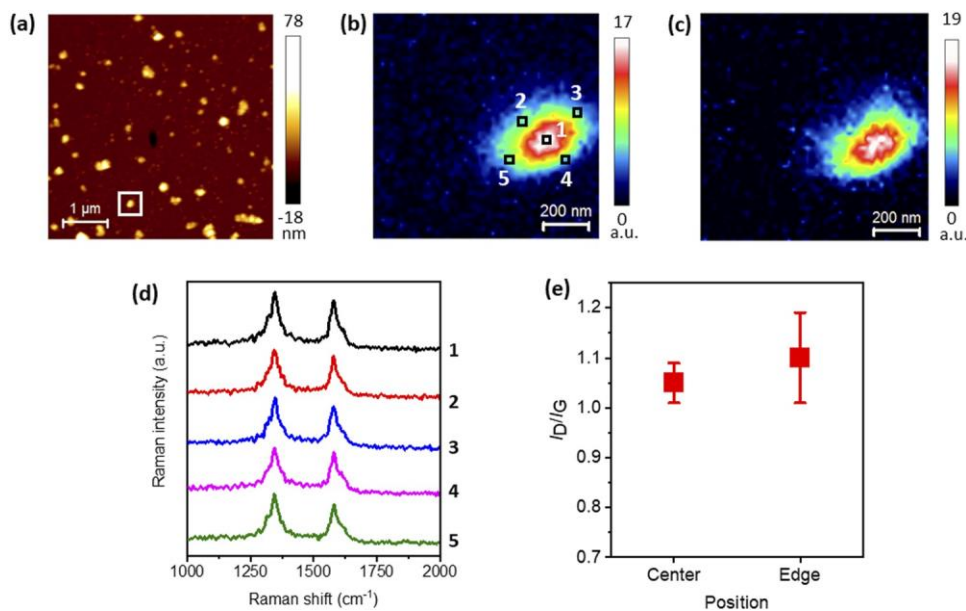 (a)
78
1 μm
-18
nm
(b)
17
2
3
1
5
4
200 nm
0
a.u.
(c)
19
200 nm
0
a.u.
(d)
Raman intensity (a.u.)
1
2
3
4
5
1000
1250
1500
1750
2000
Raman shift (cm⁻¹)
(e)
ID/IG
1.2
1.1
1.0
0.9
0.8
0.7
Center
Edge
Position